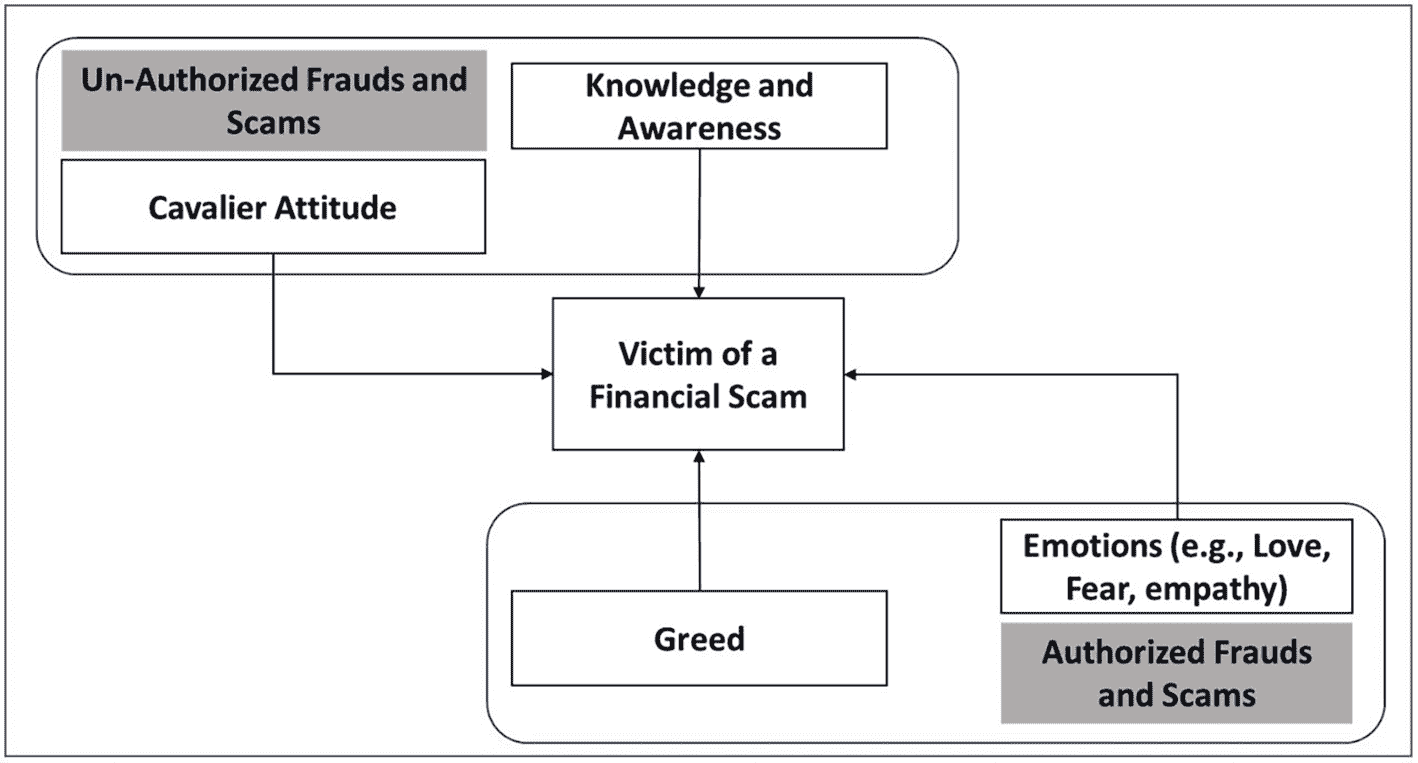 Un-Authorized Frauds and
Scams
Knowledge and
Awareness
Cavalier Attitude
Victim of a
Financial Scam
Emotions (e.g., Love,
Fear, empathy)
Greed
Authorized Frauds
and Scams